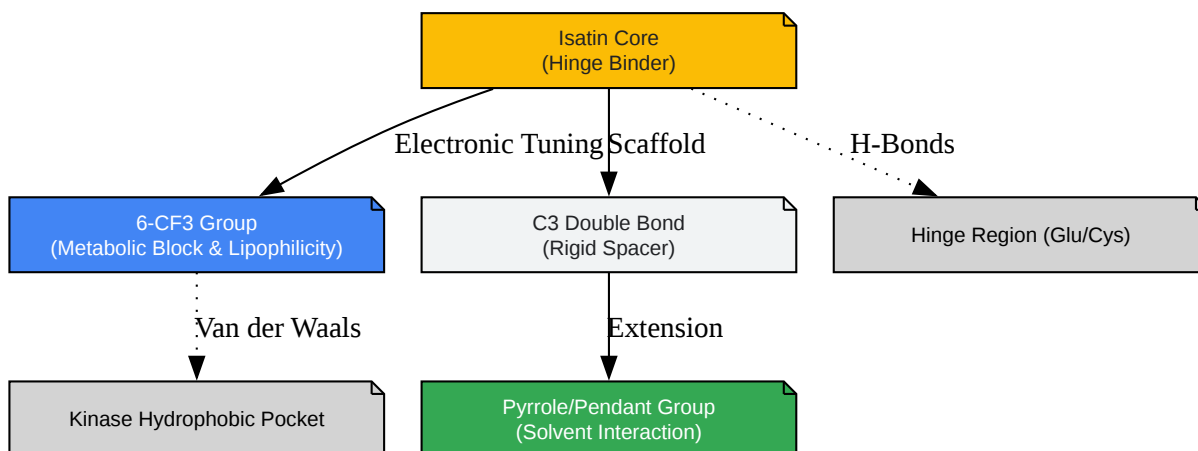 Isatin Core
(Hinge Binder)
Electronic Tuning
Scaffold
H-Bonds
6-CF3 Group
(Metabolic Block & Lipophilicity)
C3 Double Bond
(Rigid Spacer)
Hinge Region (Glu/Cys)
Van der Waals
Extension
Kinase Hydrophobic Pocket
Pyrrole/Pendant Group
(Solvent Interaction)